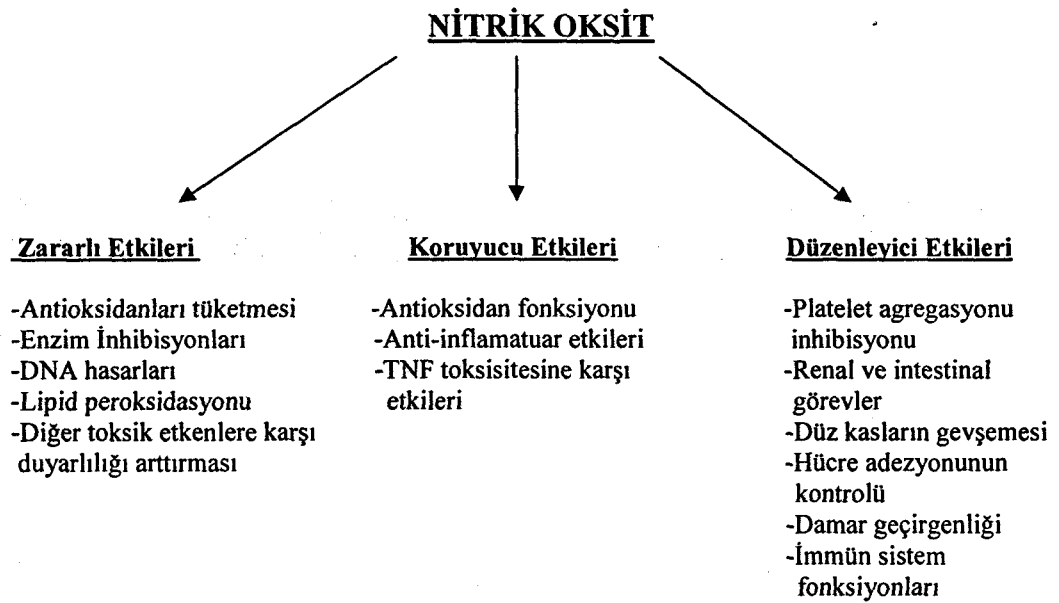 NİTRİK OKSİT
Zararlı Etkileri
-Antioksidanları tüketmesi
-Enzim İnhibisyonları
-DNA hasarları
-Lipid peroksidasyonu
-Diğer toksik etkenlere karşı
duyarlılığı arttırması
Koruyucu Etkileri
-Antioksidan fonksiyonu
-Anti-inflamatuar etkileri
-TNF toksisitesine karşı
etkileri
Düzenleyici Etkileri
-Platelet agregasyonu
inhibisyonu
-Renal ve intestinal
görevler
-Düz kasların gevşemesi
-Hücre adezyonunun
kontrolü
-Damar geçirgenliği
-İmmün sistem
fonksiyonları